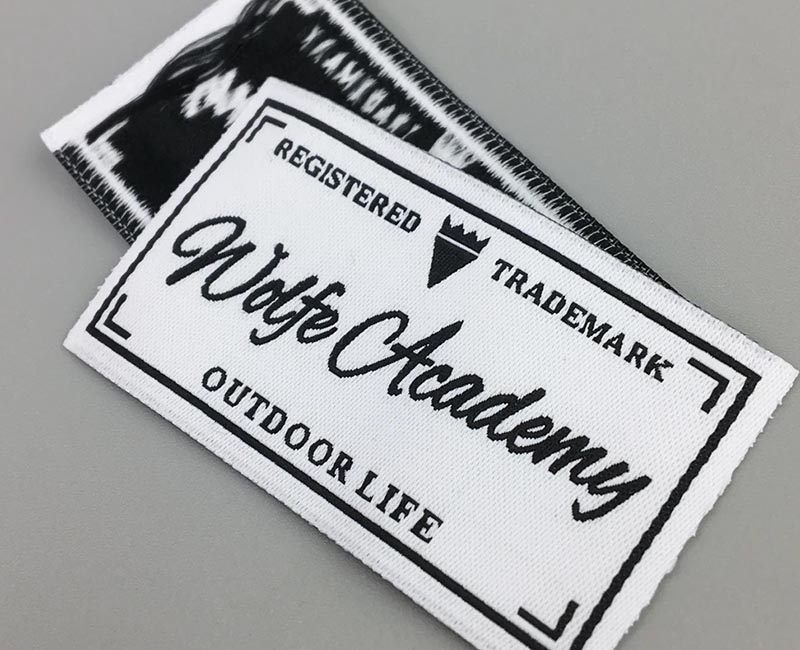 REGISTERED TRADEMARK
Wolfe Academy
OUTDOOR LIFE